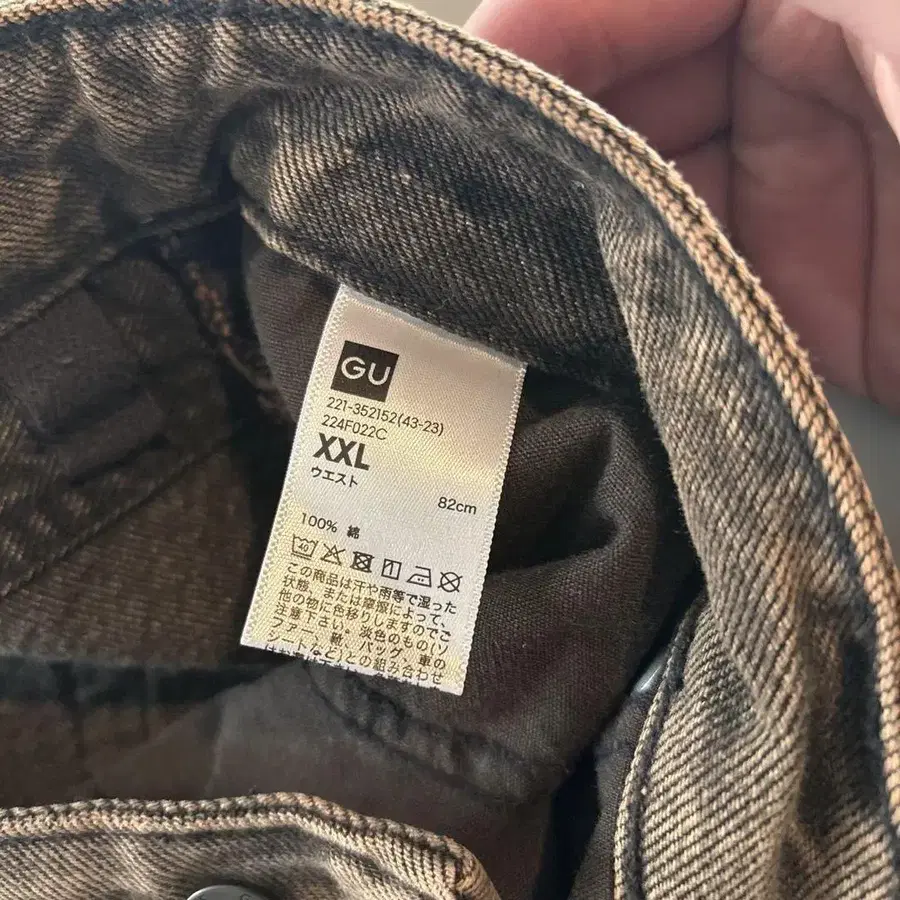 GU
221-352152(43-23)
224F022C
XXL
ウエスト
82cm
100% 綿
40
この商品は汗や雨等で湿った
状態、または摩擦によって、
他の物に色移りしますのでご
注意下さい。淡色のもの(ソ
ファー、靴、バッグ、車の
シートなど)との組み合わせ